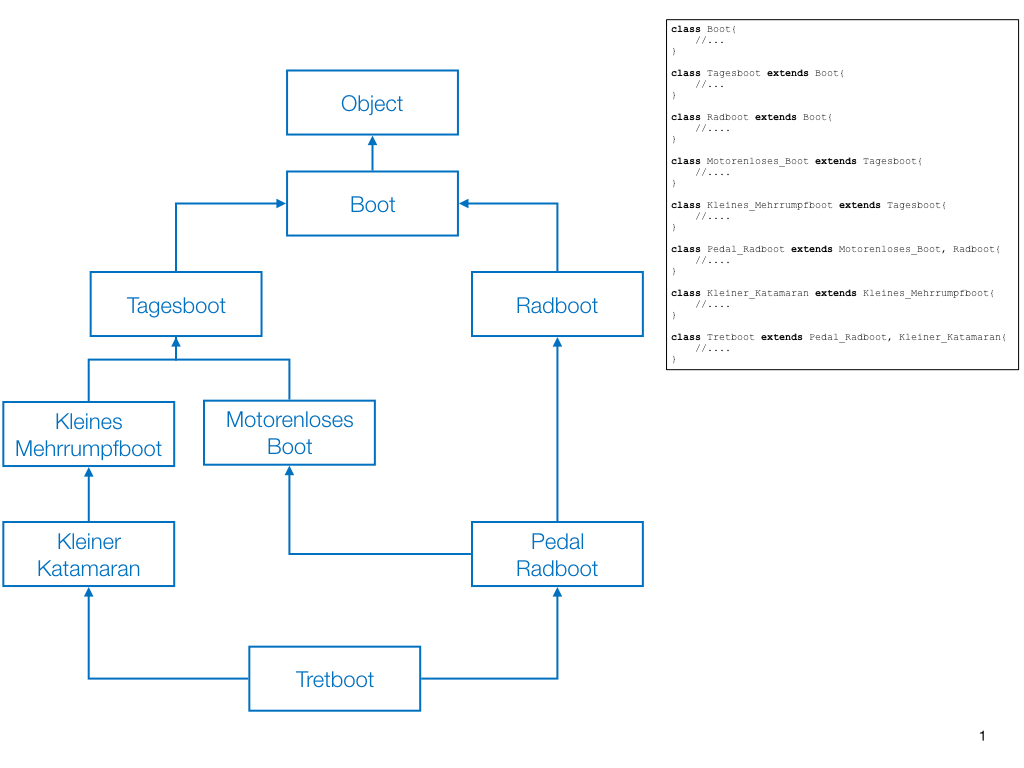 Object
Boot
Tagesboot
Radboot
Kleines
Mehrrumpfboot
Motorenloses
Boot
Kleiner
Katamaran
Pedal
Radboot
Tretboot
class Boot{
//...
}
class Tagesboot extends Boot{
//...
}
class Radboot extends Boot{
//....
}
class Motorenloses_Boot extends Tagesboot{
//....
}
class Kleines_Mehrrumpfboot extends Tagesboot{
//....
}
class Pedal_Radboot extends Motorenloses_Boot, Radboot{
//....
}
class Kleiner_Katamaran extends Kleines_Mehrrumpfboot{
//....
}
class Tretboot extends Pedal_Radboot, Kleiner_Katamaran{
//....
}
1